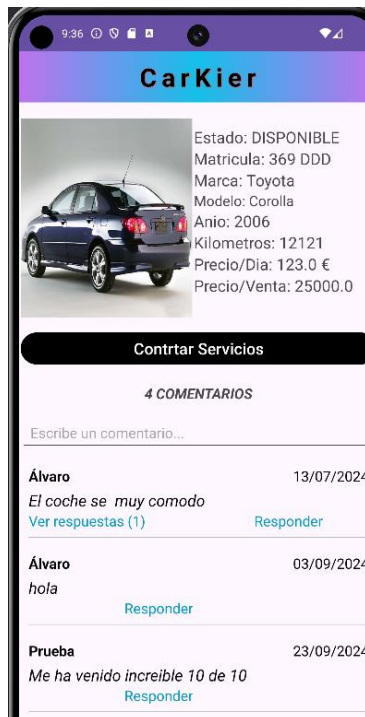 9:36
CarKier
Estado: DISPONIBLE
Matricula: 369 DDD
Marca: Toyota
Modelo: Corolla
Anio: 2006
Kilometros: 12121
Precio/Dia: 123.0 €
Precio/Venta: 25000.0
Contrtar Servicios
4 COMENTARIOS
Escribe un comentario...
Álvaro 13/07/2024
El coche se muy comodo
Ver respuestas (1) Responder
Álvaro 03/09/2024
hola
Responder
Prueba 23/09/2024
Me ha venido increible 10 de 10
Responder